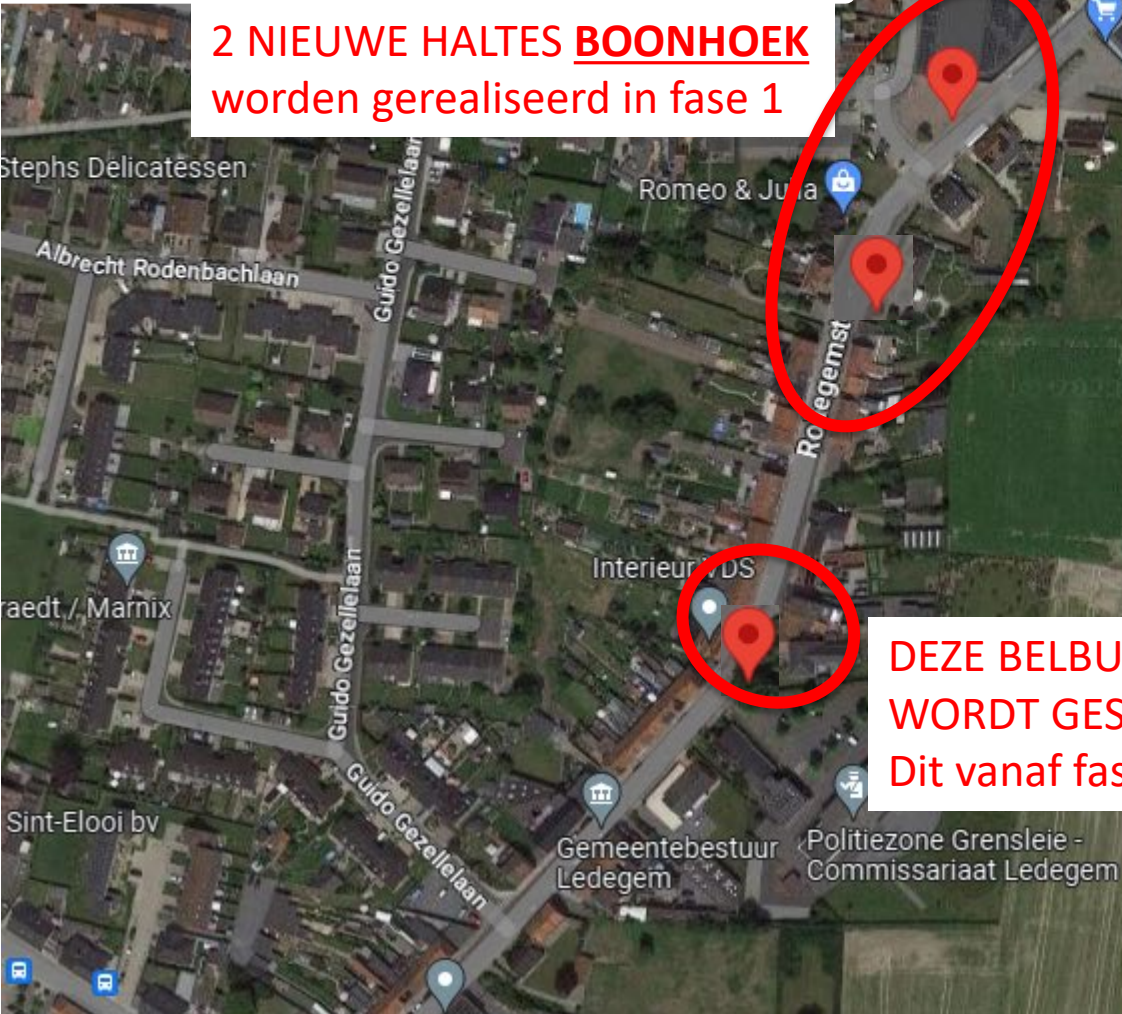 2 NIEUWE HALTES BOONHOEK
worden gerealiseerd in fase 1
Stephs Delicatessen
Romeo & Julia
Albrecht Rodenbachlaan
Guido Gezellelaan
Interieur VDS
raedt / Marnix
Guido Gezellelaan
DEZE BELBU
WORDT GES
Dit vanaf fas
Guido Gezellelaan
Sint-Elooi bv
Gemeentebestuur
Ledegem
Politiezone Grensleie -
Commissariaat Ledegem